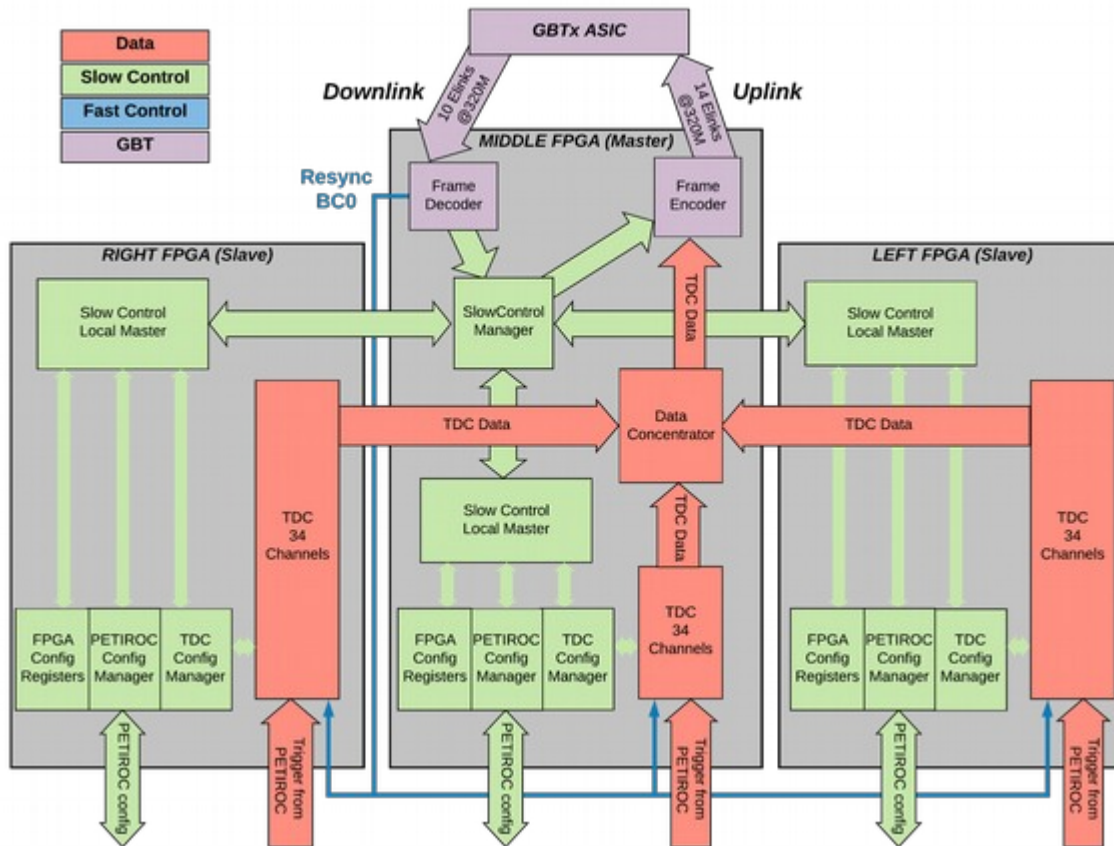 GBTx ASIC
Data
Slow Control
Fast Control
GBT
Downlink
10 Elinks
@320M
14 Elinks
@320M
Uplink
MIDDLE FPGA (Master)
Resync
BC0
Frame
Decoder
Frame
Encoder
RIGHT FPGA (Slave)
LEFT FPGA (Slave)
Slow Control
Local Master
SlowControl
Manager
TDC Data
Slow Control
Local Master
TDC Data
Data
Concentrator
TDC Data
Slow Control
Local Master
TDC Data
TDC
34
Channels
TDC
34
Channels
TDC
34
Channels
FPGA
Config
Registers
PETIROC
Config
Manager
TDC
Config
Manager
FPGA
Config
Registers
PETIROC
Config
Manager
TDC
Config
Manager
FPGA
Config
Registers
PETIROC
Config
Manager
TDC
Config
Manager
PETIROC config
Trigger from
PETIROC
PETIROC config
Trigger from
PETIROC
PETIROC config
Trigger from
PETIROC